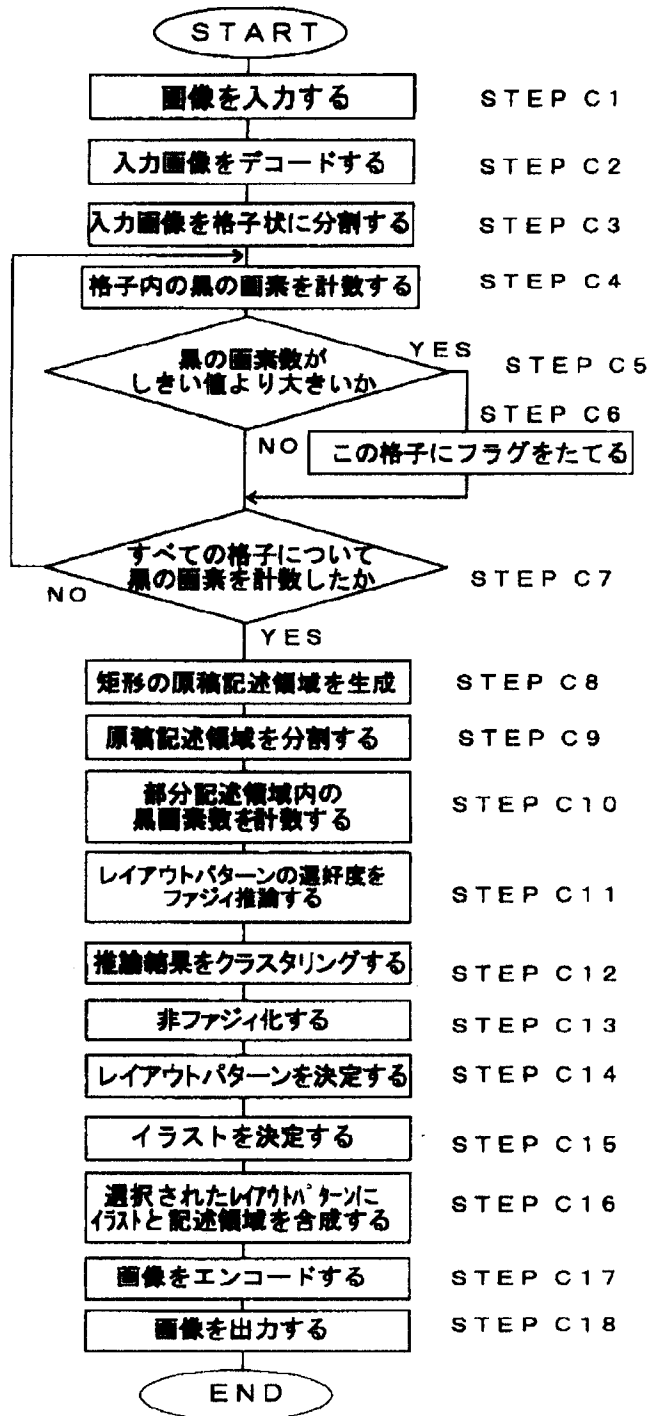 START
画像を入力する STEP C1
入力画像をデコードする STEP C2
入力画像を格子状に分割する STEP C3
格子内の黒の画素を計数する STEP C4
黒の画素数が
しきい値より大きいか
YES
STEP C5
STEP C6
NO
この格子にフラグをたてる
すべての格子について
黒の画素を計数したか
STEP C7
NO
YES
矩形の原稿記述領域を生成 STEP C8
原稿記述領域を分割する STEP C9
部分記述領域内の
黒画素数を計数する
STEP C10
レイアウトパターンの選好度を
ファジィ推論する
STEP C11
推論結果をクラスタリングする STEP C12
非ファジィ化する STEP C13
レイアウトパターンを決定する STEP C14
イラストを決定する STEP C15
選択されたレイアウトパターンに
イラストと記述領域を合成する
STEP C16
画像をエンコードする STEP C17
画像を出力する STEP C18
END